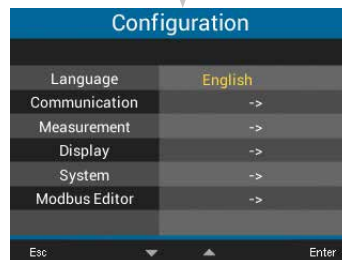 Configuration
Language English
Communication ->
Measurement ->
Display ->
System ->
Modbus Editor ->
Esc Enter